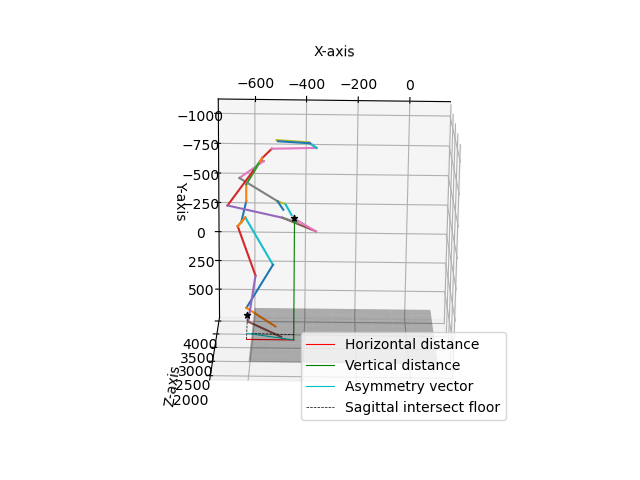 X-axis
−600 −400 −200 0
−1000
−750
−500
−250
Y-axis
0
250
500
4000
3500
3000
2500
2000
Z-axis
Horizontal distance
Vertical distance
Asymmetry vector
Sagittal intersect floor